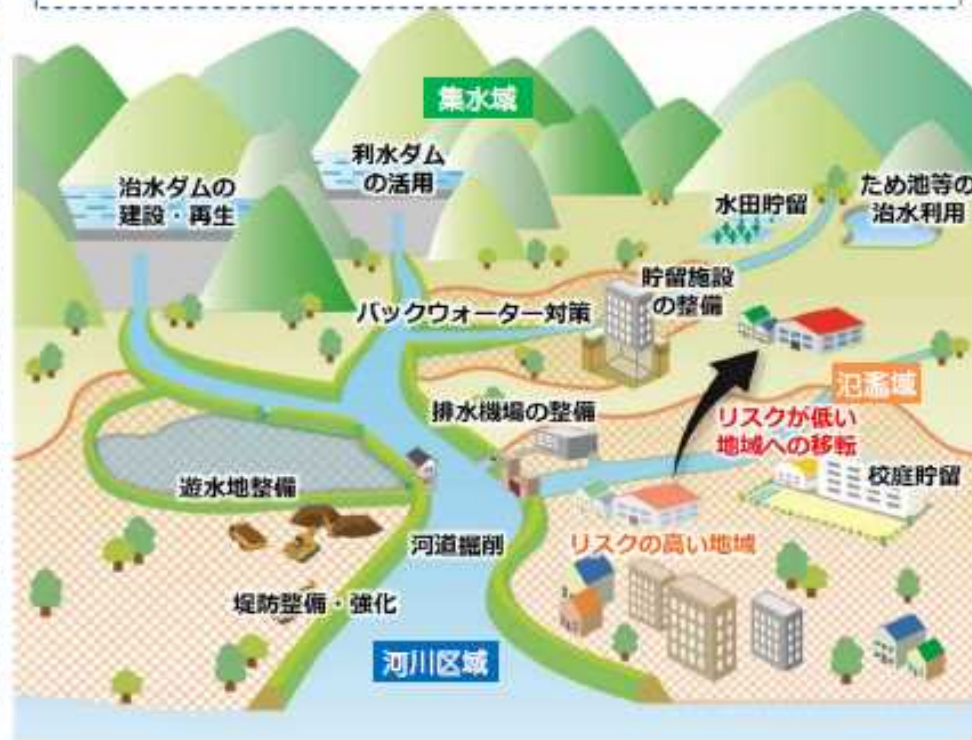 集水域
利水ダム
の活用
治水ダムの
建設・再生
水田貯留
ため池等の
治水利用
貯留施設
の整備
バックウォーター対策
氾濫域
排水機場の整備
リスクが低い
地域への移転
校庭貯留
遊水地整備
河道掘削
リスクの高い地域
堤防整備・強化
河川区域